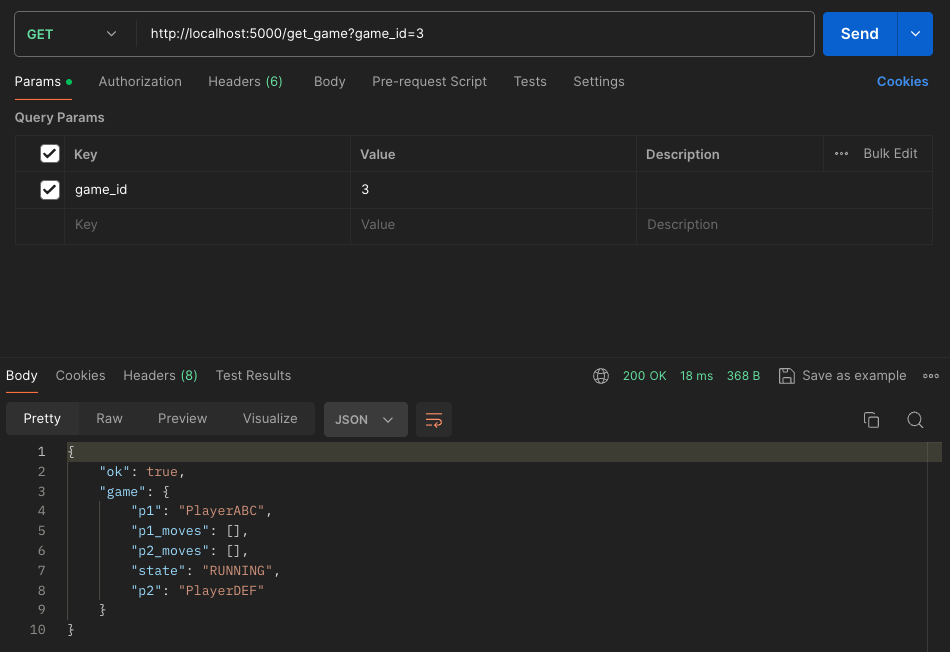 GET http://localhost:5000/get_game?game_id=3 Send
Params Authorization Headers (6) Body Pre-request Script Tests Settings Cookies
Query Params
Key Value Description Bulk Edit
game_id 3
Key Value Description
Body Cookies Headers (8) Test Results 200 OK 18 ms 368 B Save as example
Pretty Raw Preview Visualize JSON
1 {
2 "ok": true,
3 "game": {
4 "p1": "PlayerABC",
5 "p1_moves": [],
6 "p2_moves": [],
7 "state": "RUNNING",
8 "p2": "PlayerDEF"
9 }
10 }